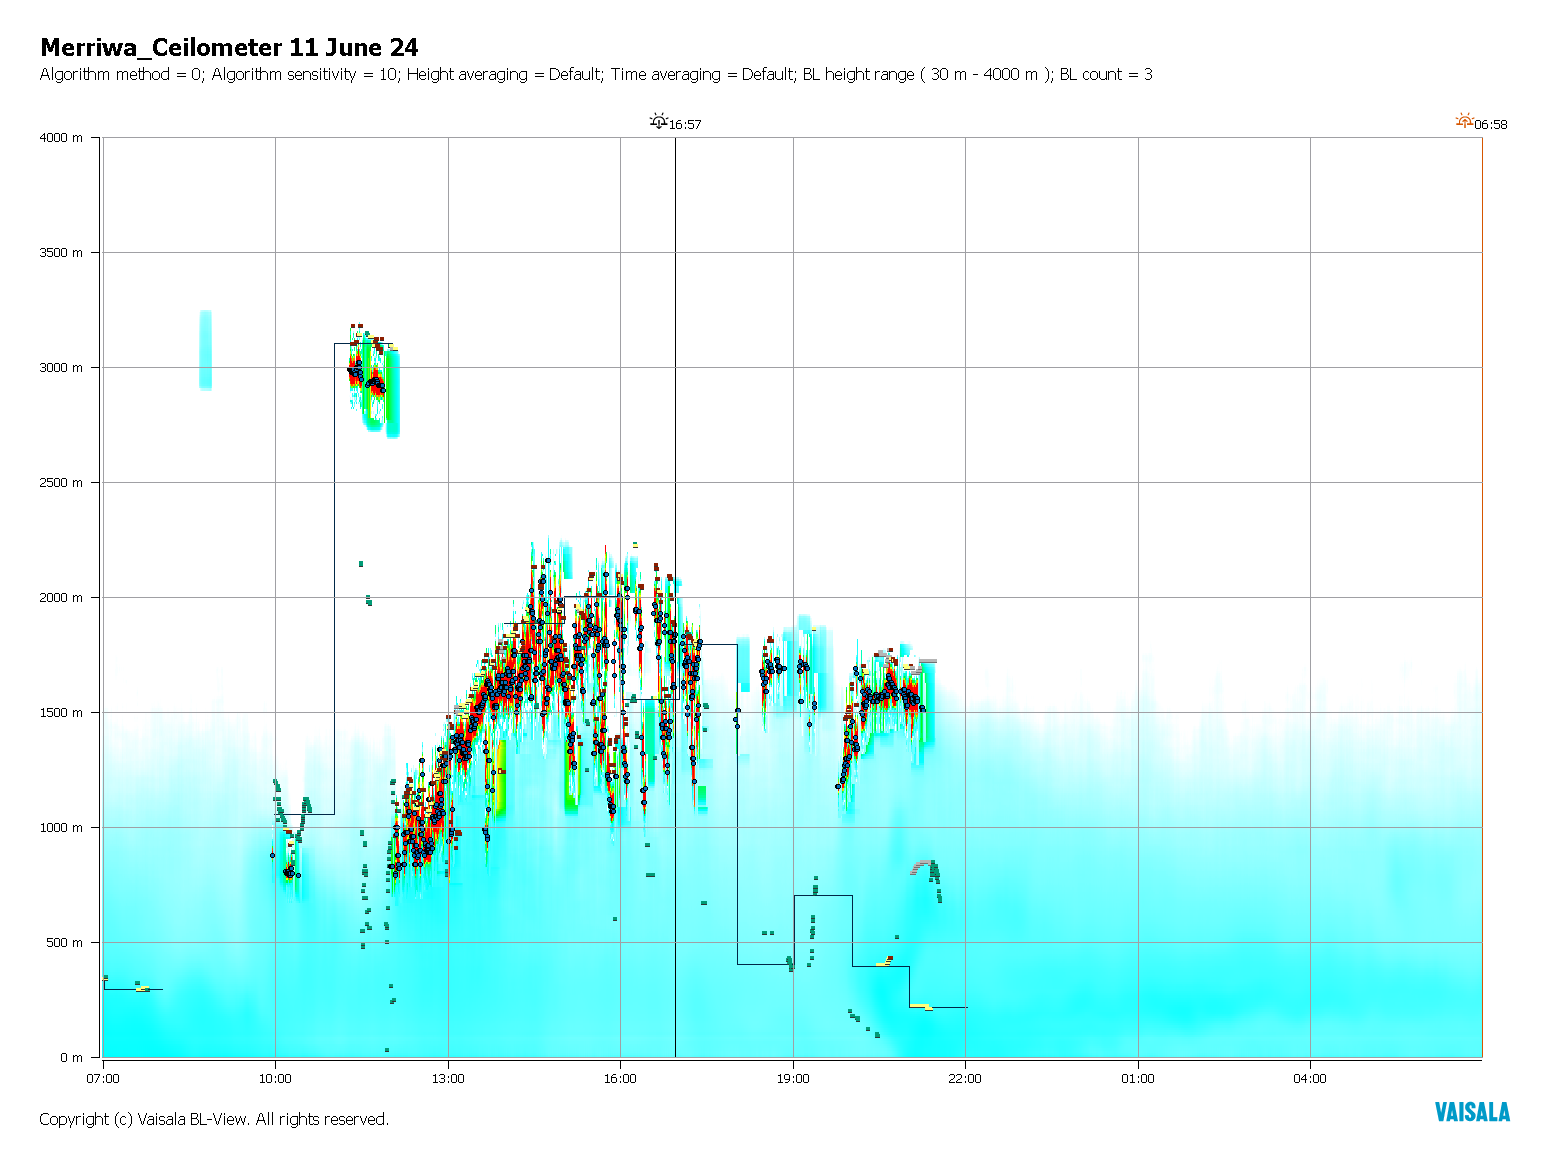 Merriwa_Ceilometer 11 June 24
Algorithm method = 0; Algorithm sensitivity = 10; Height averaging = Default; Time averaging = Default; BL height range ( 30 m - 4000 m ); BL count = 3
16:57
06:58
4000 m
3500 m
3000 m
2500 m
2000 m
1500 m
1000 m
500 m
0 m
07:00 10:00 13:00 16:00 19:00 22:00 01:00 04:00
Copyright (c) Vaisala BL-View. All rights reserved.
VAISALA